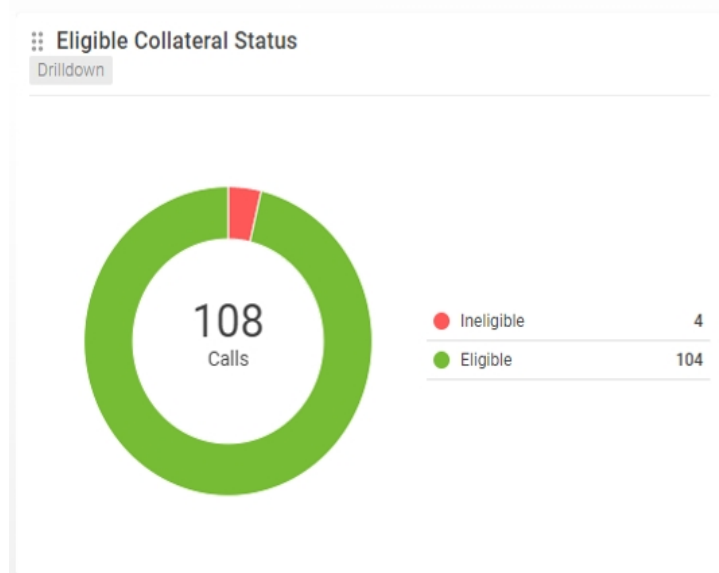 Eligible Collateral Status
Drilldown
108
Calls
Ineligible 4
Eligible 104